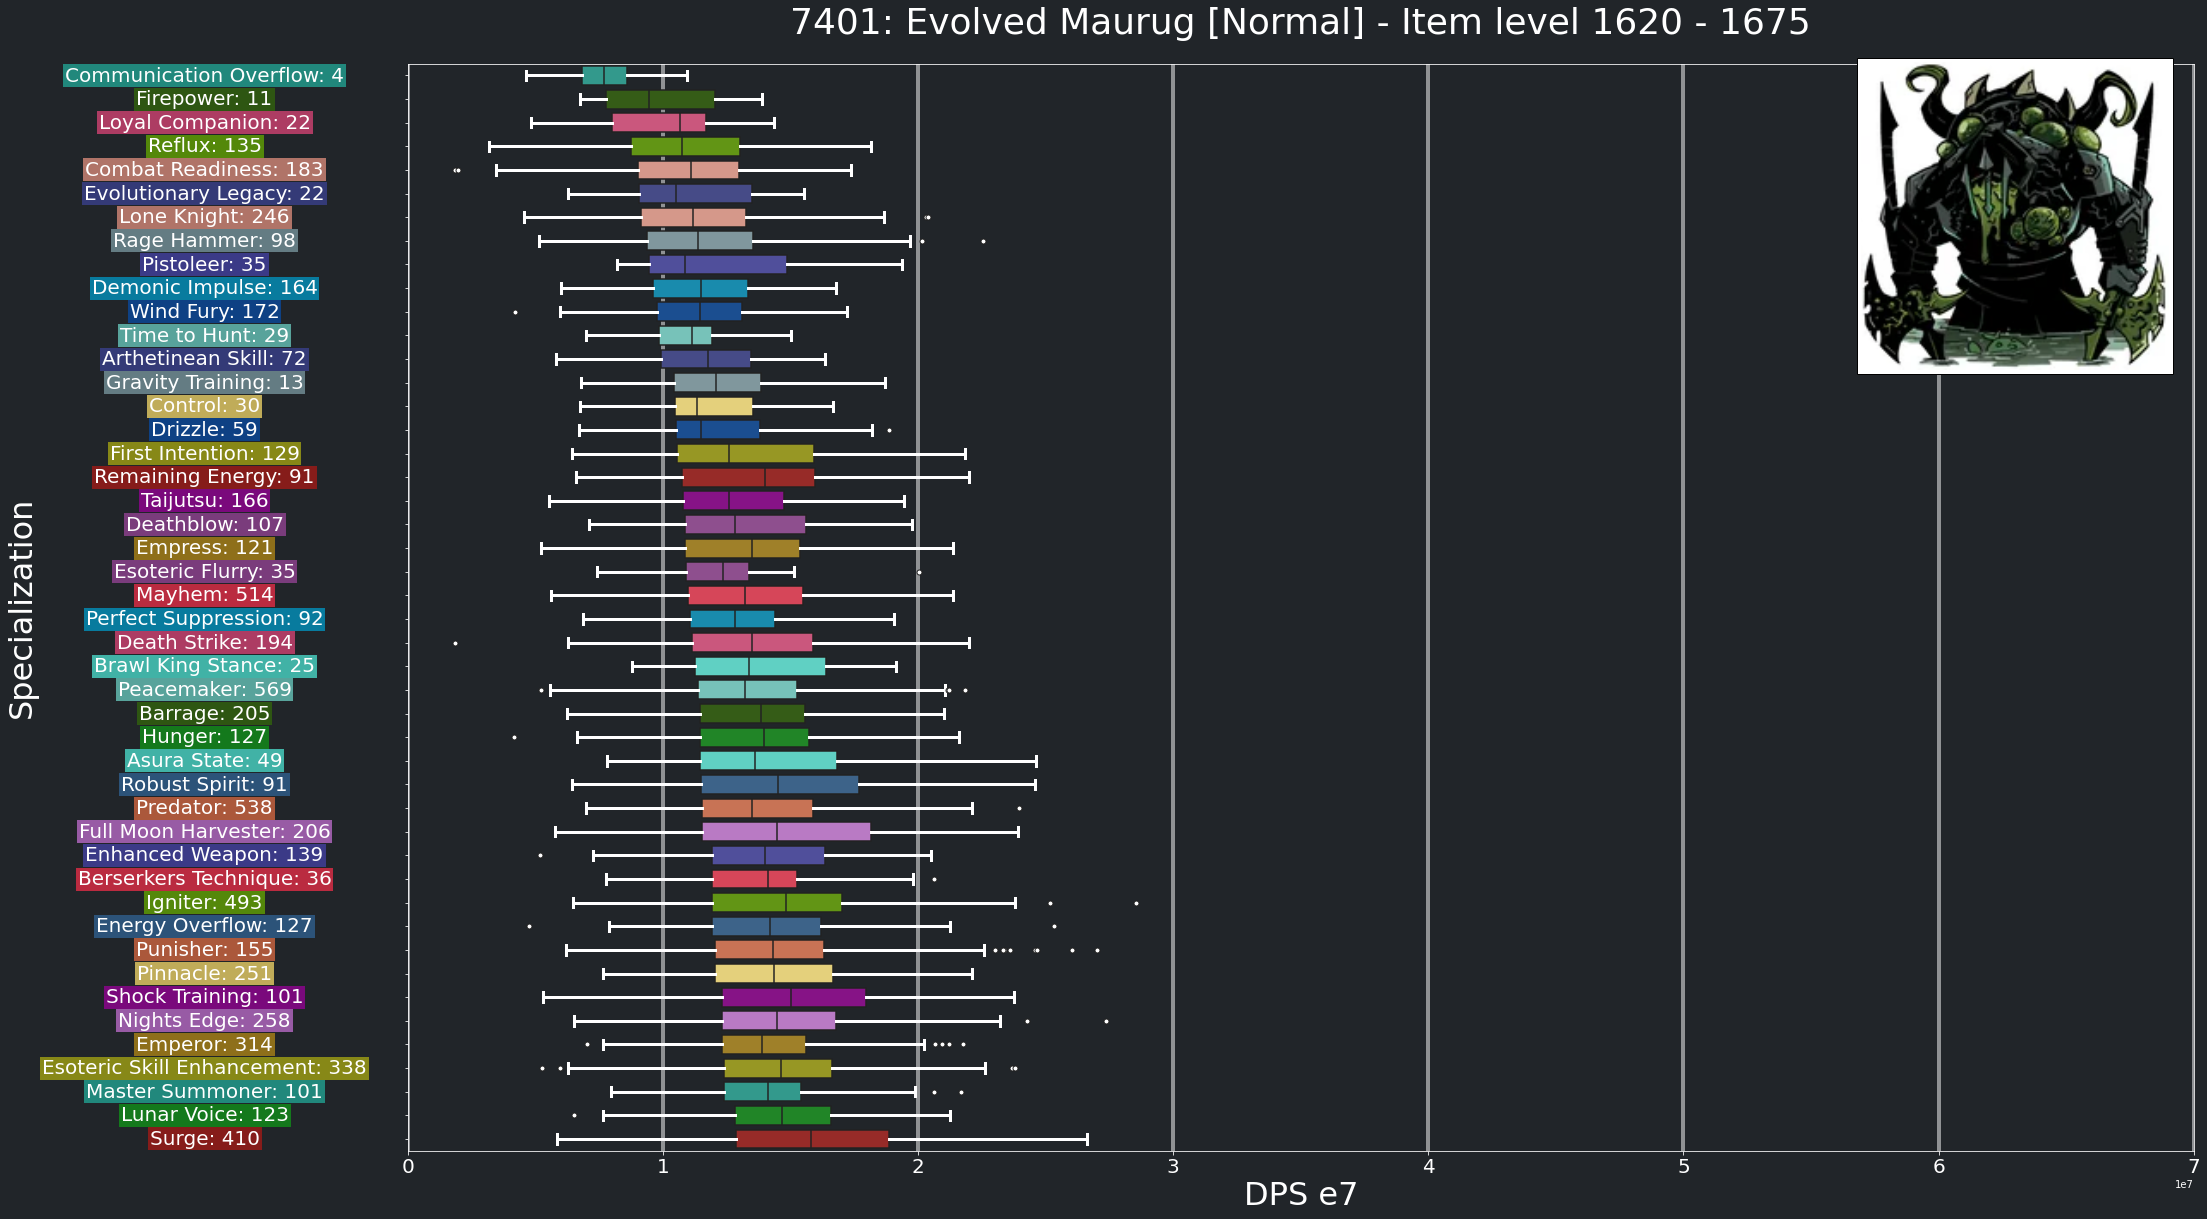 7401: Evolved Maurug [Normal] - Item level 1620 - 1675
Specialization
Communication Overflow: 4
Firepower: 11
Loyal Companion: 22
Reflux: 135
Combat Readiness: 183
Evolutionary Legacy: 22
Lone Knight: 246
Rage Hammer: 98
Pistoleer: 35
Demonic Impulse: 164
Wind Fury: 172
Time to Hunt: 29
Arthetinean Skill: 72
Gravity Training: 13
Control: 30
Drizzle: 59
First Intention: 129
Remaining Energy: 91
Taijutsu: 166
Deathblow: 107
Empress: 121
Esoteric Flurry: 35
Mayhem: 514
Perfect Suppression: 92
Death Strike: 194
Brawl King Stance: 25
Peacemaker: 569
Barrage: 205
Hunger: 127
Asura State: 49
Robust Spirit: 91
Predator: 538
Full Moon Harvester: 206
Enhanced Weapon: 139
Berserkers Technique: 36
Igniter: 493
Energy Overflow: 127
Punisher: 155
Pinnacle: 251
Shock Training: 101
Nights Edge: 258
Emperor: 314
Esoteric Skill Enhancement: 338
Master Summoner: 101
Lunar Voice: 123
Surge: 410
0 1 2 3 4 5 6 7
1e7
DPS e7